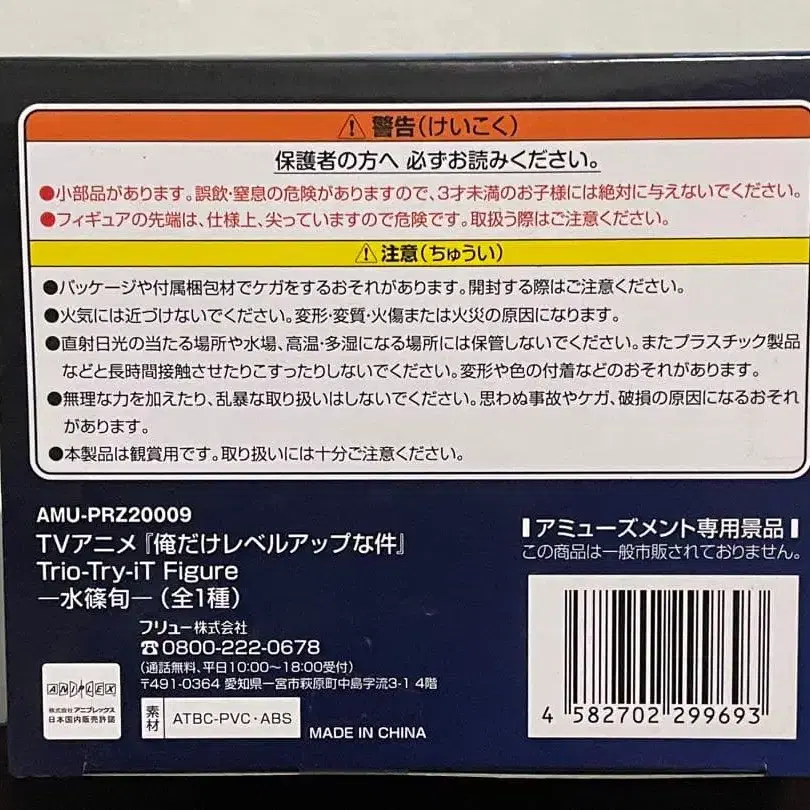 ⚠警告(けいこく)
保護者の方へ 必ずお読みください。
●小部品があります。誤飲・窒息の危険がありますので、3才未満のお子様には絶対に与えないでください。
●フィギュアの先端は、仕様上、尖っていますので危険です。取扱う際はご注意ください。
⚠注意(ちゅうい)
●パッケージや付属梱包材でケガをするおそれがあります。開封する際はご注意ください。
●火気には近づけないでください。変形・変質・火傷または火災の原因になります。
●直射日光の当たる場所や水場、高温・多湿になる場所には保管しないでください。またプラスチック製品
などと長時間接触させたりこすったりしないでください。変形や色の付着などのおそれがあります。
●無理な力を加えたり、乱暴な取り扱いはしないでください。思わぬ事故やケガ、破損の原因になるおそれ
があります。
●本製品は観賞用です。取り扱いには十分ご注意ください。
AMU-PRZ20009
TVアニメ『俺だけレベルアップな件』
Trio-Try-iT Figure
―水篠旬―(全1種)
フリュー株式会社
☎0800-222-0678
(通話無料、平日10:00~18:00受付)
〒491-0364 愛知県一宮市萩原町中島字流3-1 4階
ANIPLEX
株式会社アニプレックス
日本国内販売許諾
素材
ATBC-PVC・ABS
MADE IN CHINA
アミューズメント専用景品
この商品は一般市販されておりません。
4 582702 299693